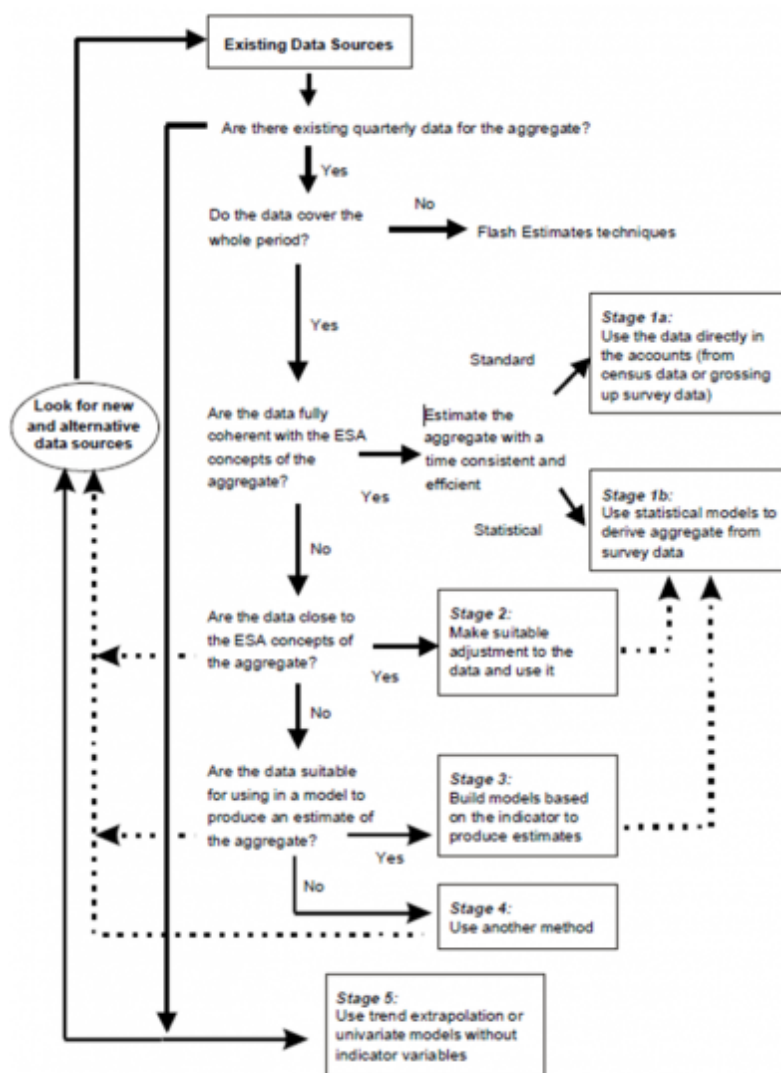 Existing Data Sources
Are there existing quarterly data for the aggregate?
Yes
Do the data cover the
whole period?
No
Flash Estimates techniques
Yes
Stage 1a:
Use the data directly in
the accounts (from
census data or grossing
up survey data)
Standard
Look for new
and alternative
data sources
Are the data fully
coherent with the ESA
concepts of the
aggregate?
Yes
Estimate the
aggregate with a
time consistent and
efficient
Statistical
Stage 1b:
Use statistical models to
derive aggregate from
survey data
No
Are the data close to
the ESA concepts of
the aggregate?
Yes
Stage 2:
Make suitable
adjustment to the
data and use it
No
Are the data suitable
for using in a model to
produce an estimate of
the aggregate?
Yes
Stage 3:
Build models based
on the indicator to
produce estimates
No
Stage 4:
Use another method
Stage 5:
Use trend extrapolation or
univariate models without
indicator variables